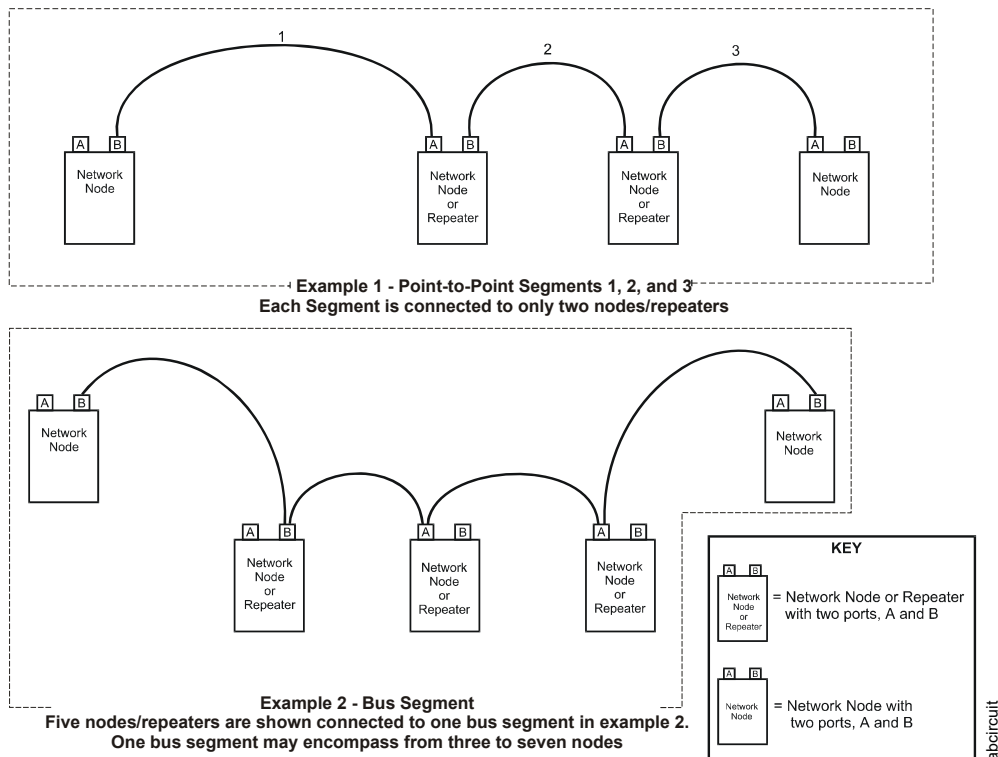 1
2
3
A B
A B
A B
A B
Network
Node
Network
Node
or
Repeater
Network
Node
or
Repeater
Network
Node
Example 1 - Point-to-Point Segments 1, 2, and 3
Each Segment is connected to only two nodes/repeaters
A B
A B
Network
Node
Network
Node
A B
A B
A B
Network
Node
or
Repeater
Network
Node
or
Repeater
Network
Node
or
Repeater
Example 2 - Bus Segment
Five nodes/repeaters are shown connected to one bus segment in example 2.
One bus segment may encompass from three to seven nodes
KEY
A B
Network
Node
or
Repeater
= Network Node or Repeater
with two ports, A and B
A B
Network
Node
= Network Node with
two ports, A and B
abcircuit